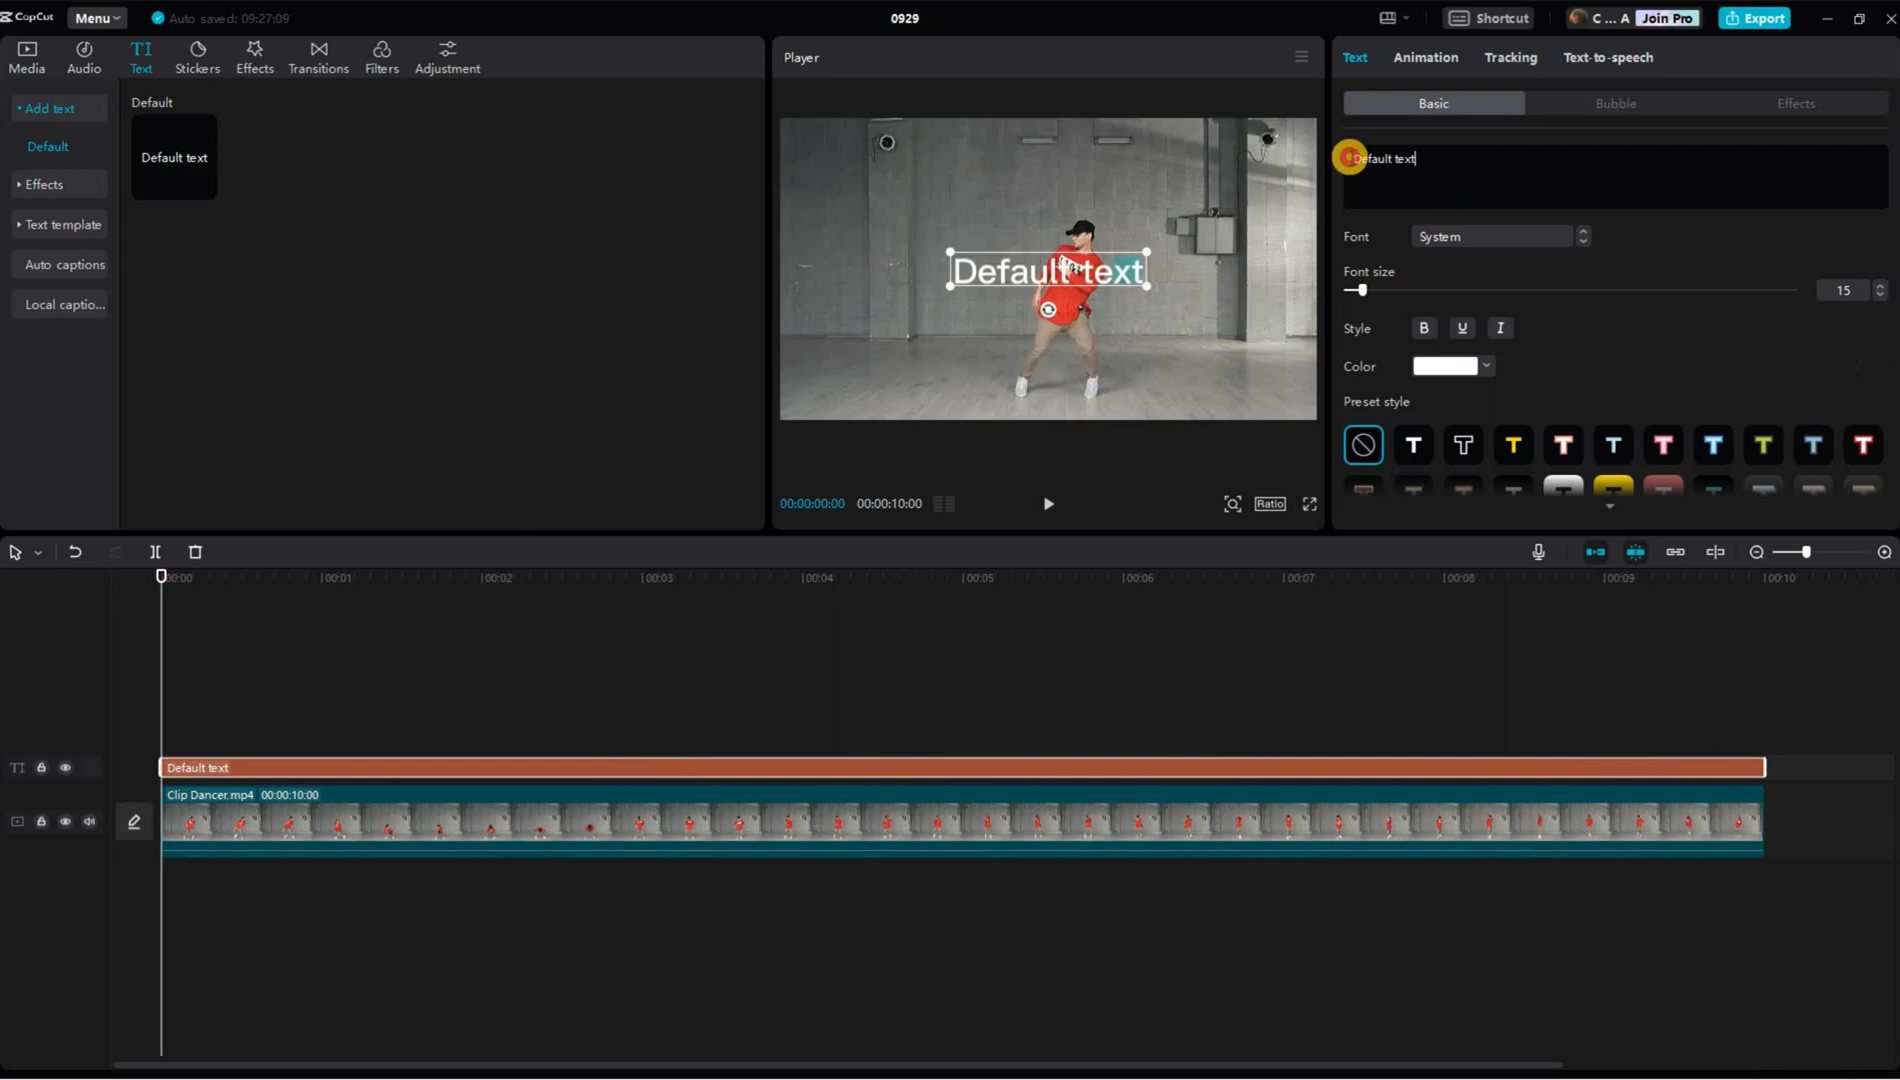 CapCut Menu Auto saved: 09:27:09 0929 Shortcut C ... A Join Pro Export
Media Audio Text Stickers Effects Transitions Filters Adjustment
Add text
Default
Effects
Text template
Auto captions
Local captio...
Default
Default text
Player
Default text
00:00:00:00 00:00:10:00 Ratio
Text Animation Tracking Text-to-speech
Basic Bubble Effects
Default text
Font System
Font size
15
Style B U I
Color
Preset style
T T T T T T T T T T
00:00 00:01 00:02 00:03 00:04 00:05 00:06 00:07 00:08 00:09 00:10
TI Default text
Clip Dancer.mp4 00:00:10:00